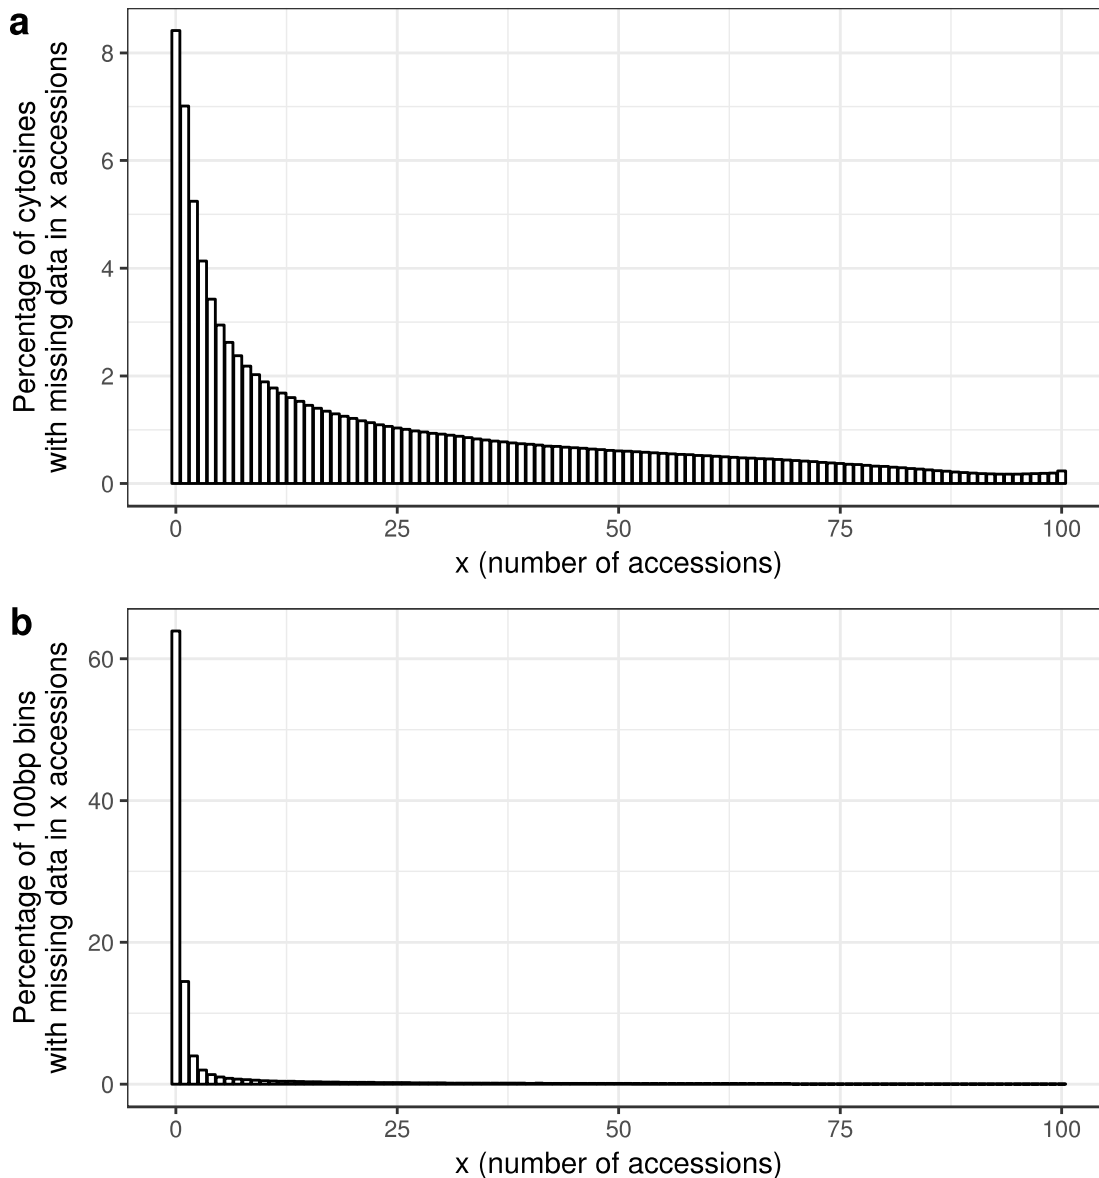 a
Percentage of cytosines
with missing data in x accessions
8
6
4
2
0
0 25 50 75 100
x (number of accessions)
b
Percentage of 100bp bins
with missing data in x accessions
60
40
20
0
0 25 50 75 100
x (number of accessions)